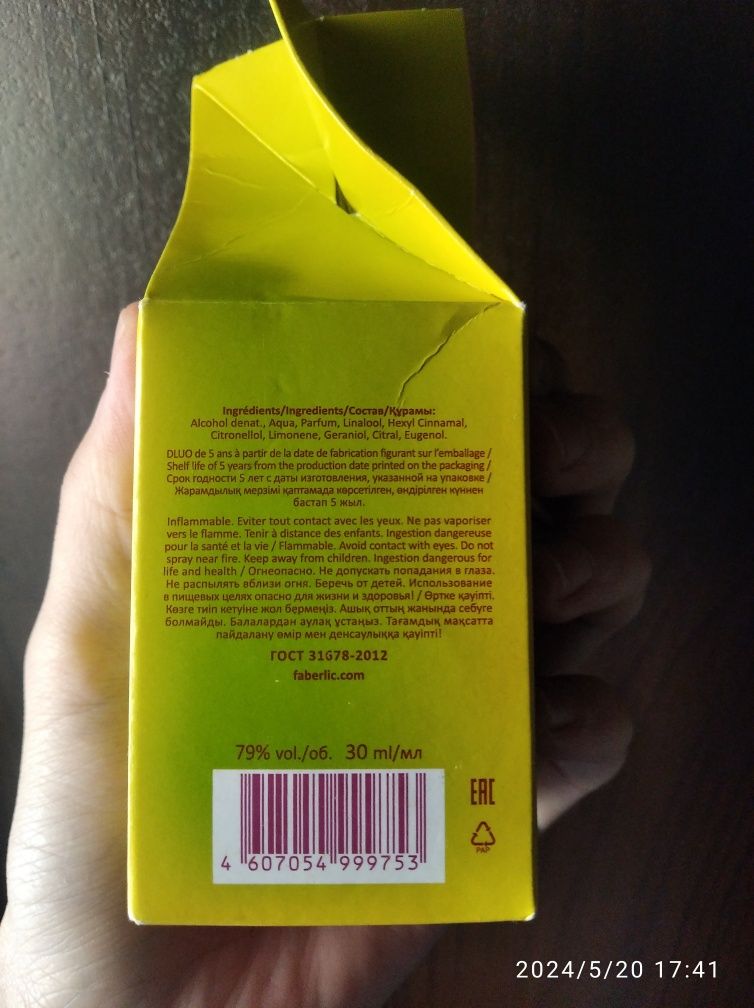 Ingrédients/Ingredients/Состав/Құрамы:
Alcohol denat., Aqua, Parfum, Linalool, Hexyl Cinnamal,
Citronellol, Limonene, Geraniol, Citral, Eugenol.
DLUO de 5 ans à partir de la date de fabrication figurant sur l'emballage /
Shelf life of 5 years from the production date printed on the packaging /
Срок годности 5 лет с даты изготовления, указанной на упаковке /
Жарамдылық мерзімі қаптамада көрсетілген, өндірілген күннен
бастап 5 жыл.
Inflammable. Eviter tout contact avec les yeux. Ne pas vaporiser
vers le flamme. Tenir à distance des enfants. Ingestion dangereuse
pour la santé et la vie / Flammable. Avoid contact with eyes. Do not
spray near fire. Keep away from children. Ingestion dangerous for
life and health / Огнеопасно. Не допускать попадания в глаза.
Не распылять вблизи огня. Беречь от детей. Использование
в пищевых целях опасно для жизни и здоровья! / Өртке қауіпті.
Көзге тиіп кетуіне жол бермеңіз. Ашық оттың жанында себуге
болмайды. Балалардан аулақ ұстаңыз. Тағамдық мақсатта
пайдалану өмір мен денсаулыққа қауіпті!
ГОСТ 31678-2012
faberlic.com
79% vol./об. 30 ml/мл
EAC
4 607054 999753
PAP
2024/5/20 17:41